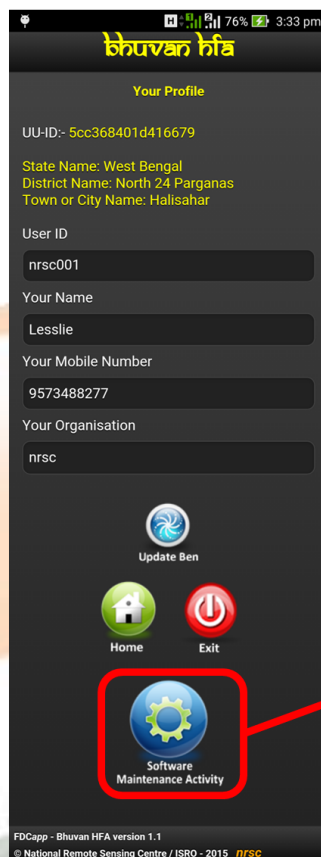 H 1 2 76% 3:33 pm
bhuvan hfa
Your Profile
UU-ID:- 5cc368401d416679
State Name: West Bengal
District Name: North 24 Parganas
Town or City Name: Halisahar
User ID
nrsc001
Your Name
Lesslie
Your Mobile Number
9573488277
Your Organisation
nrsc
Update Ben
Home Exit
Software
Maintenance Activity
FDCapp - Bhuvan HFA version 1.1
© National Remote Sensing Centre / ISRO - 2015 nrsc